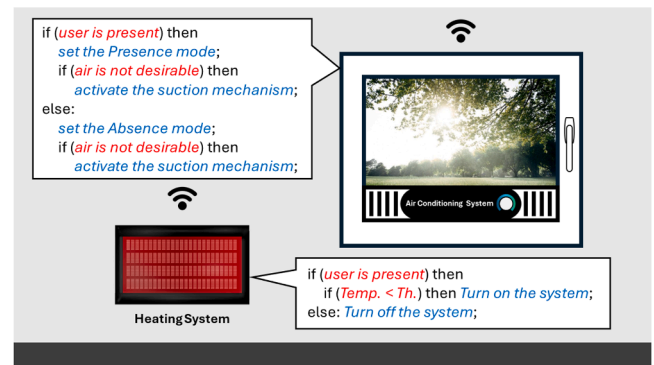 if (user is present) then
set the Presence mode;
if (air is not desirable) then
activate the suction mechanism;
else:
set the Absence mode;
if (air is not desirable) then
activate the suction mechanism;
Air Conditioning System
if (user is present) then
if (Temp. < Th.) then Turn on the system;
else: Turn off the system;
Heating System